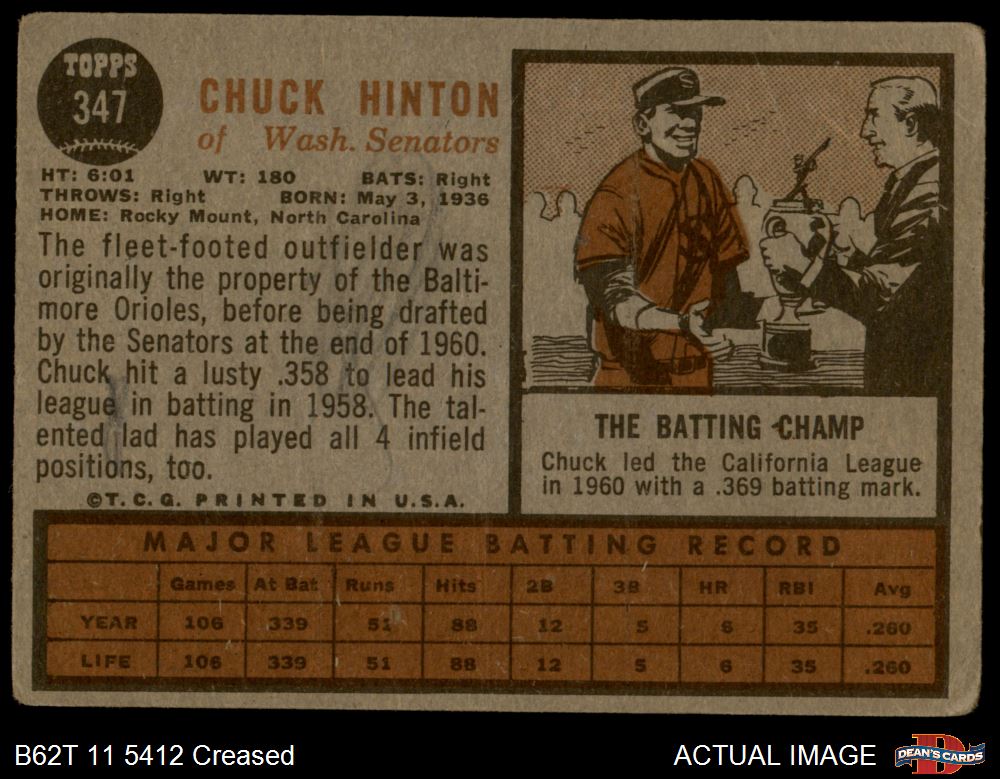 TOPPS
347
CHUCK HINTON
of Wash. Senators
HT: 6:01 WT: 180 BATS: Right
THROWS: Right BORN: May 3, 1936
HOME: Rocky Mount, North Carolina
The fleet-footed outfielder was
originally the property of the Balti-
more Orioles, before being drafted
by the Senators at the end of 1960.
Chuck hit a lusty .358 to lead his
league in batting in 1958. The tal-
ented lad has played all 4 infield
positions, too.
©T.C.G. PRINTED IN U.S.A.
THE BATTING CHAMP
Chuck led the California League
in 1960 with a .369 batting mark.
MAJOR LEAGUE BATTING RECORD
Games At Bat Runs Hits 2B 3B HR RBI Avg
YEAR 106 339 51 88 12 5 6 35 .260
LIFE 106 339 51 88 12 5 6 35 .260
B62T 11 5412 Creased
ACTUAL IMAGE
DEAN'S CARDS